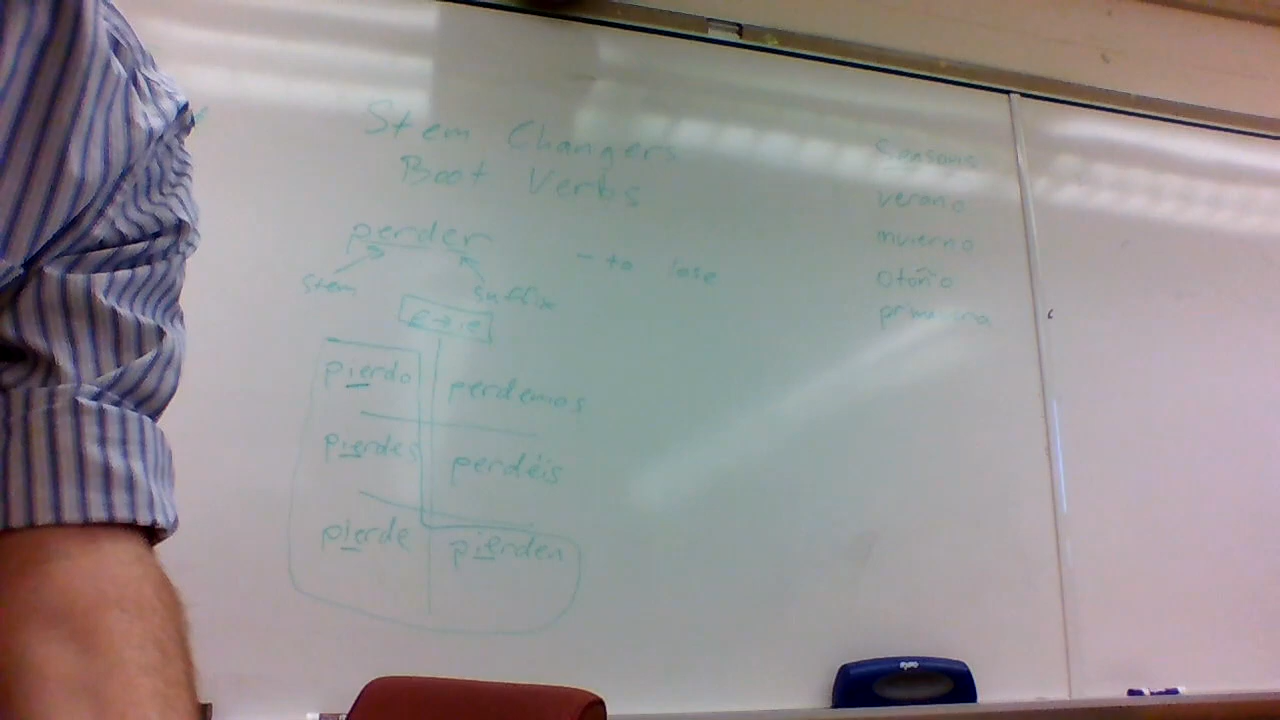 Stem Changers
Boot Verbs
perder
- to lose
stem
suffix
e→ie
pierdo
perdemos
pierdes
perdéis
pierde
pierden
Seasons
verano
invierno
otoño
primavera
EXPO